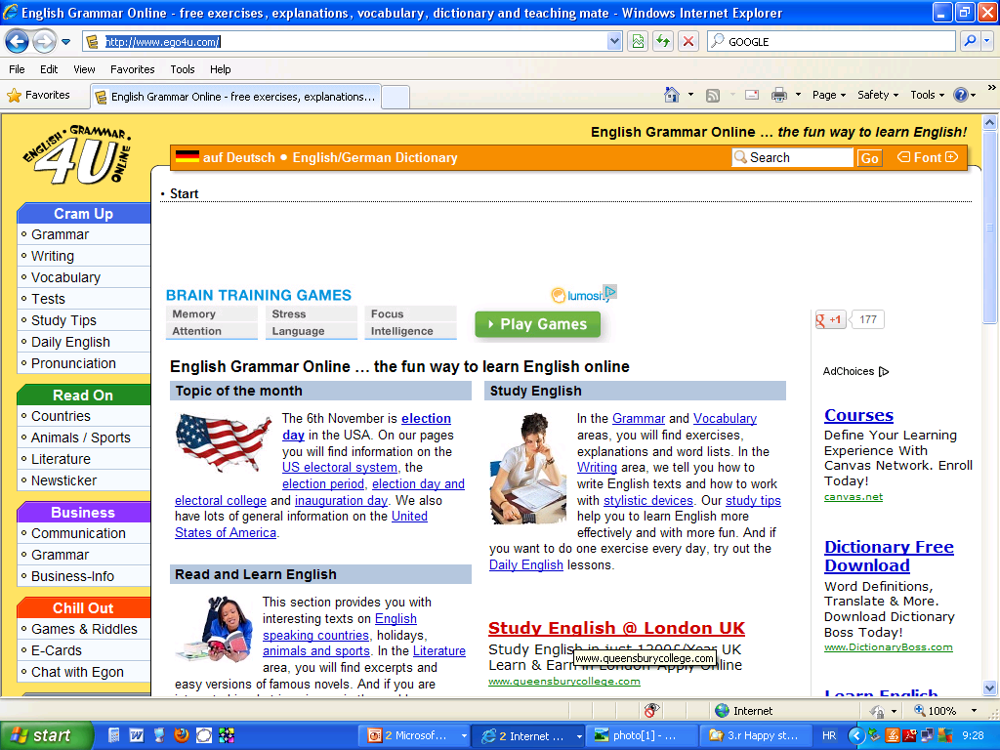 English Grammar Online - free exercises, explanations, vocabulary, dictionary and teaching mate - Windows Internet Explorer
http://www.ego4u.com/
GOOGLE
File Edit View Favorites Tools Help
Favorites
English Grammar Online - free exercises, explanations...
Page Safety Tools
ENGLISH • GRAMMAR • ONLINE
4U
English Grammar Online ... the fun way to learn English!
auf Deutsch • English/German Dictionary
Search Go Font
Start
Cram Up
Grammar
Writing
Vocabulary
Tests
Study Tips
Daily English
Pronunciation
Read On
Countries
Animals / Sports
Literature
Newsticker
Business
Communication
Grammar
Business-Info
Chill Out
Games & Riddles
E-Cards
Chat with Egon
BRAIN TRAINING GAMES
lumosity
Memory Stress Focus
Attention Language Intelligence
Play Games
English Grammar Online ... the fun way to learn English online
Topic of the month
The 6th November is election
day in the USA. On our pages
you will find information on the
US electoral system, the
election period, election day and
electoral college and inauguration day. We also
have lots of general information on the United
States of America.
Read and Learn English
This section provides you with
interesting texts on English
speaking countries, holidays,
animals and sports. In the Literature
area, you will find excerpts and
easy versions of famous novels. And if you are
Study English
In the Grammar and Vocabulary
areas, you will find exercises,
explanations and word lists. In the
Writing area, we tell you how to
write English texts and how to work
with stylistic devices. Our study tips
help you to learn English more
effectively and with more fun. And if
you want to do one exercise every day, try out the
Daily English lessons.
Study English @ London UK
Study English in just 1200£/Year UK
www.queensburycollege.com
Learn & Earn in London Apply Online
www.queensburycollege.com
+1 177
AdChoices
Courses
Define Your Learning
Experience With
Canvas Network. Enroll
Today!
canvas.net
Dictionary Free
Download
Word Definitions,
Translate & More.
Download Dictionary
Boss Today!
www.DictionaryBoss.com
Learn English
Internet 100%
start
2 Microsof...
2 Internet ...
photo[1] - ...
3.r Happy st...
HR
9:28